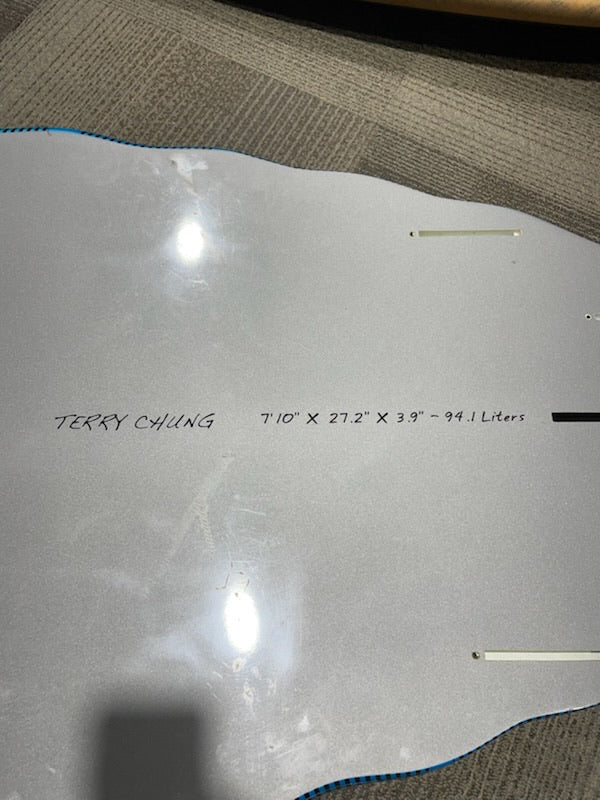 TERRY CHUNG 7'10" X 27.2" X 3.9" - 94.1 Liters